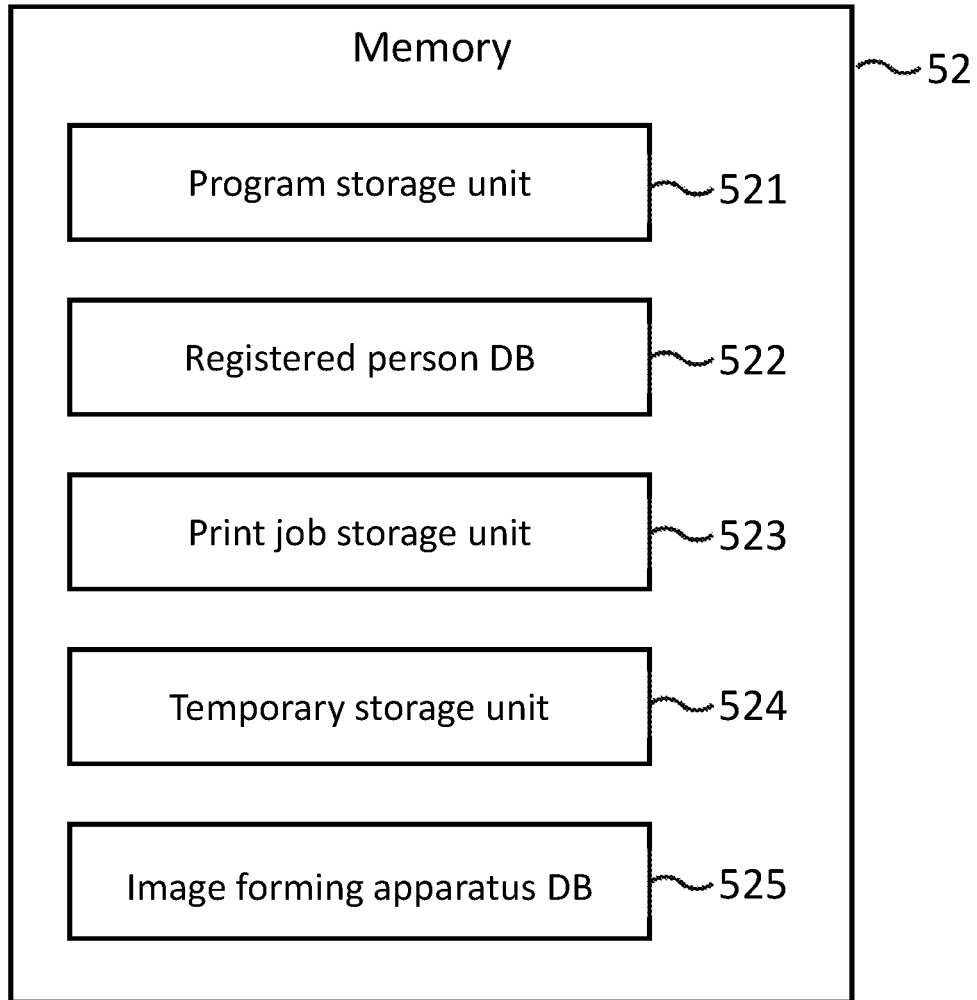 Memory
52
Program storage unit
521
Registered person DB
522
Print job storage unit
523
Temporary storage unit
524
Image forming apparatus DB
525